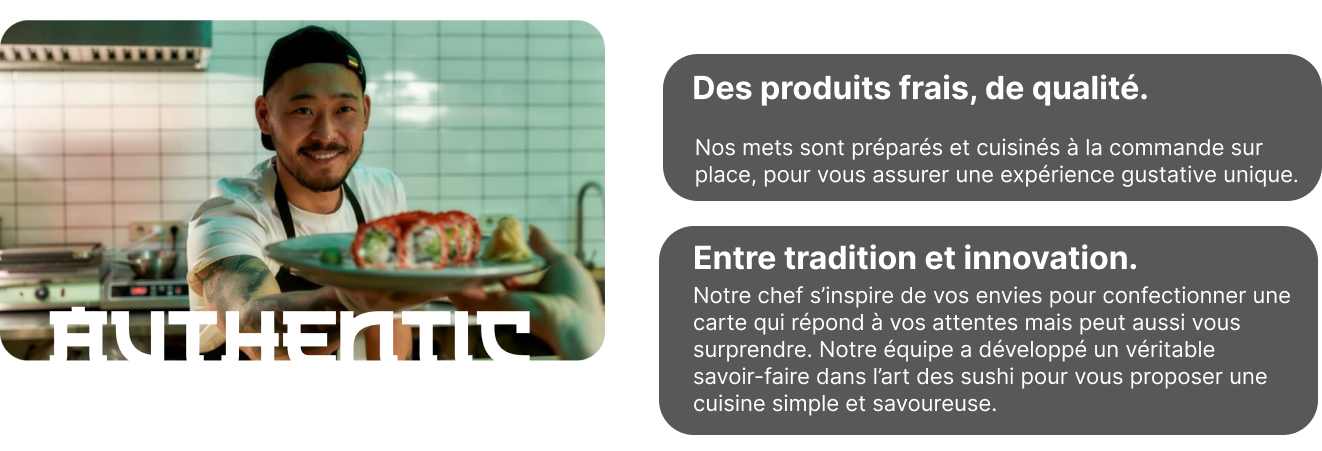 AUTHENTIC
Des produits frais, de qualité.
Nos mets sont préparés et cuisinés à la commande sur
place, pour vous assurer une expérience gustative unique.
Entre tradition et innovation.
Notre chef s’inspire de vos envies pour confectionner une
carte qui répond à vos attentes mais peut aussi vous
surprendre. Notre équipe a développé un véritable
savoir-faire dans l’art des sushi pour vous proposer une
cuisine simple et savoureuse.